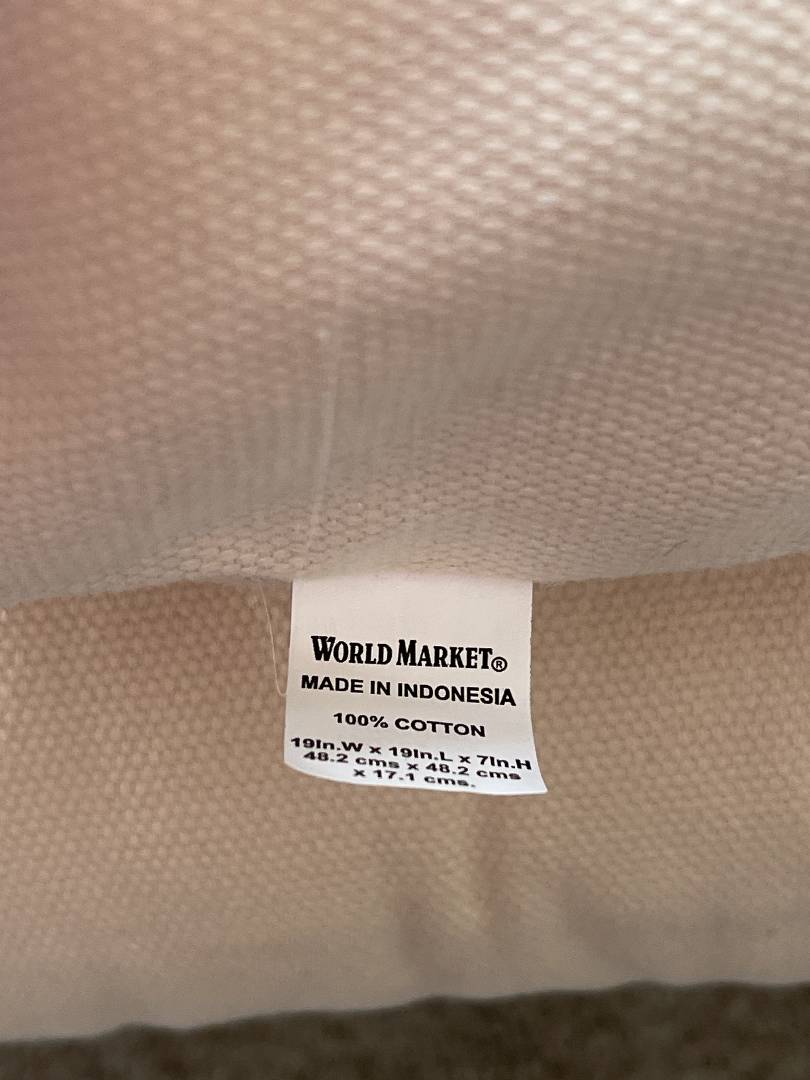 WORLD MARKET®
MADE IN INDONESIA
100% COTTON
19In.W x 19In.L x 7In.H
48.2 cms x 48.2 cms
x 17.1 cms.